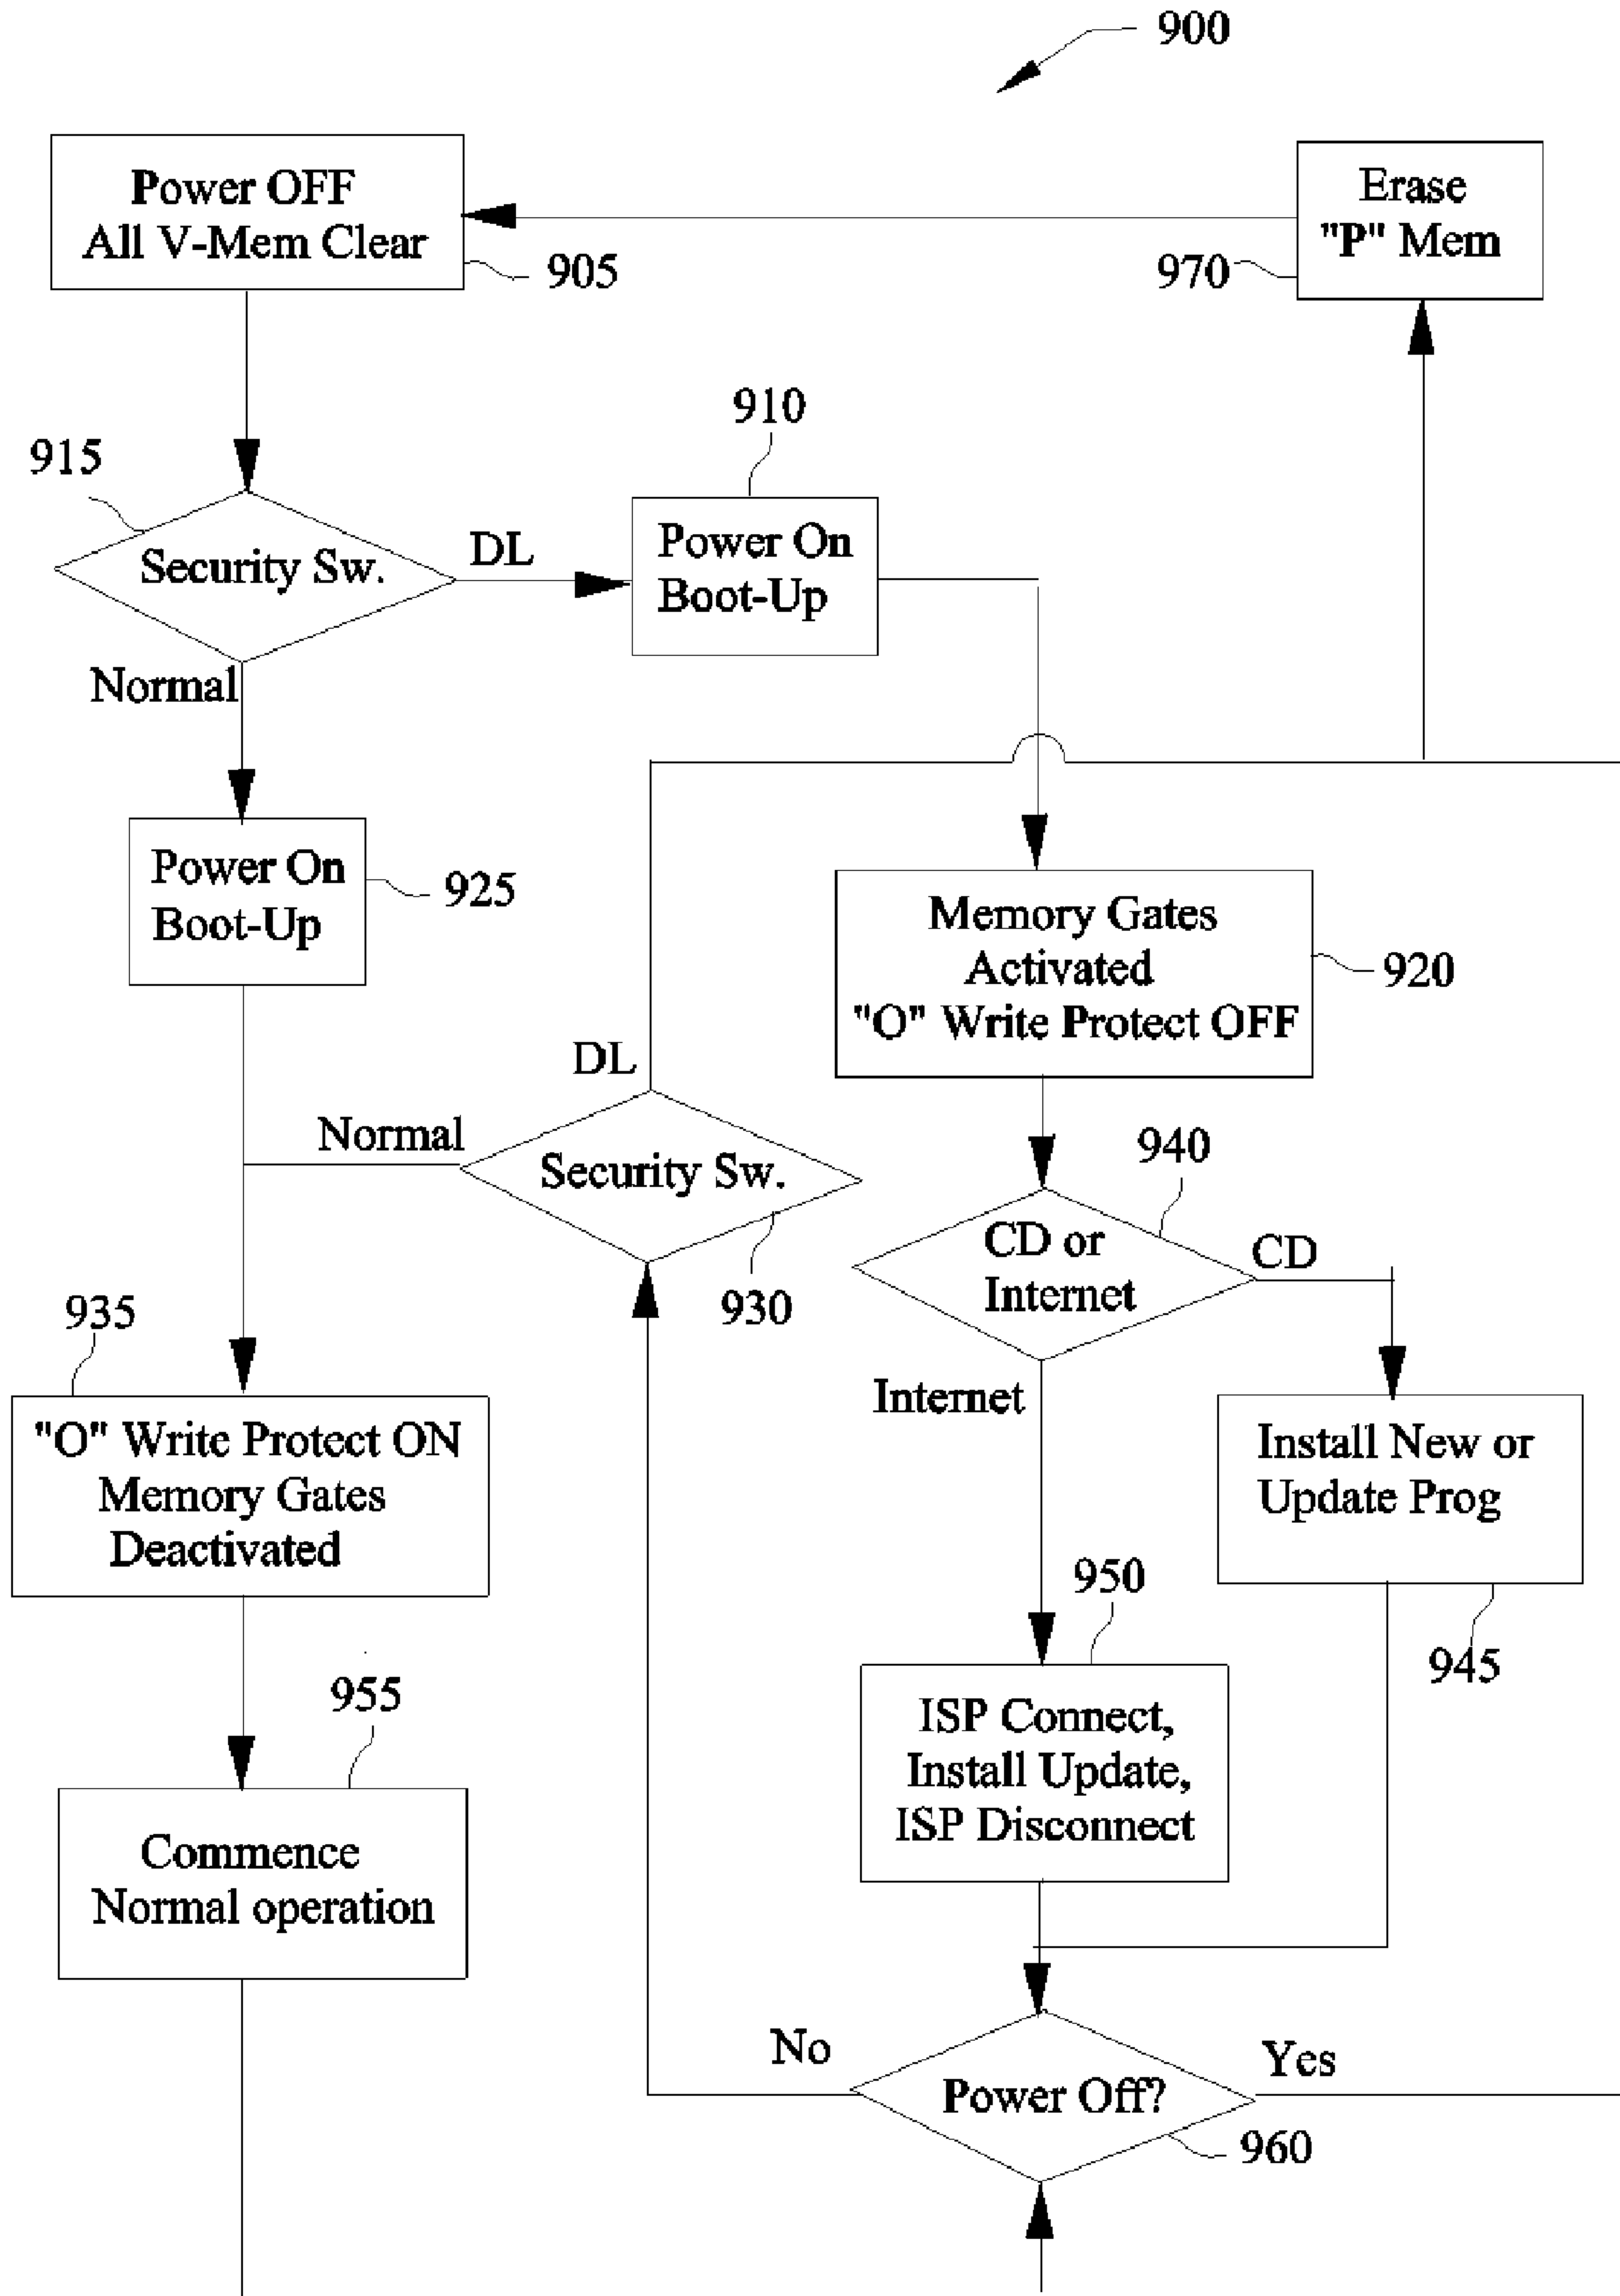 900
Power OFF
All V-Mem Clear
905
Erase
"P" Mem
970
915
Security Sw.
DL
910
Power On
Boot-Up
Normal
Power On
Boot-Up
925
Memory Gates
Activated
"O" Write Protect OFF
920
DL
Normal
Security Sw.
930
940
CD or
Internet
CD
Internet
935
"O" Write Protect ON
Memory Gates
Deactivated
Install New or
Update Prog
945
950
ISP Connect,
Install Update,
ISP Disconnect
955
Commence
Normal operation
No
Power Off?
Yes
960